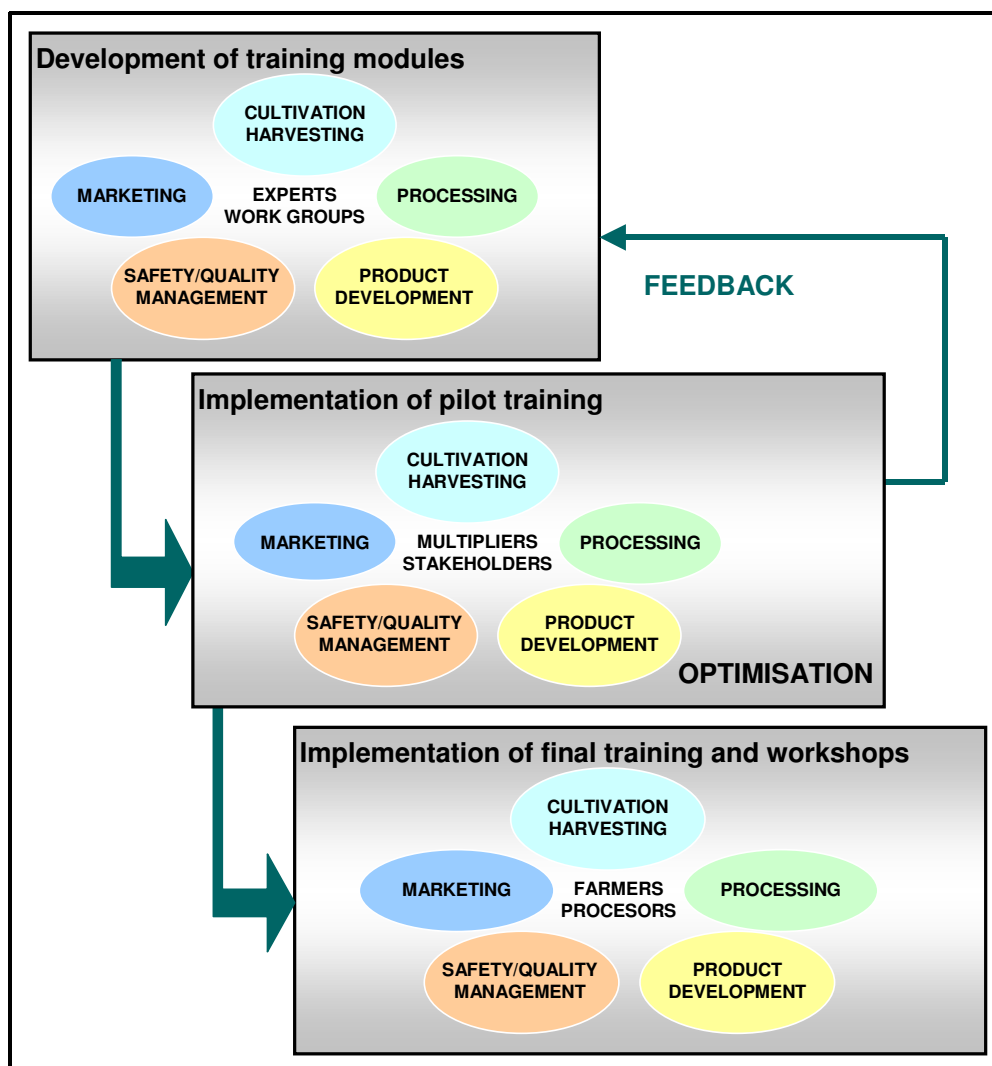 Development of training modules
CULTIVATION
HARVESTING
MARKETING
EXPERTS
WORK GROUPS
PROCESSING
SAFETY/QUALITY
MANAGEMENT
PRODUCT
DEVELOPMENT
FEEDBACK
Implementation of pilot training
CULTIVATION
HARVESTING
MARKETING
MULTIPLIERS
STAKEHOLDERS
PROCESSING
SAFETY/QUALITY
MANAGEMENT
PRODUCT
DEVELOPMENT
OPTIMISATION
Implementation of final training and workshops
CULTIVATION
HARVESTING
MARKETING
FARMERS
PROCESORS
PROCESSING
SAFETY/QUALITY
MANAGEMENT
PRODUCT
DEVELOPMENT